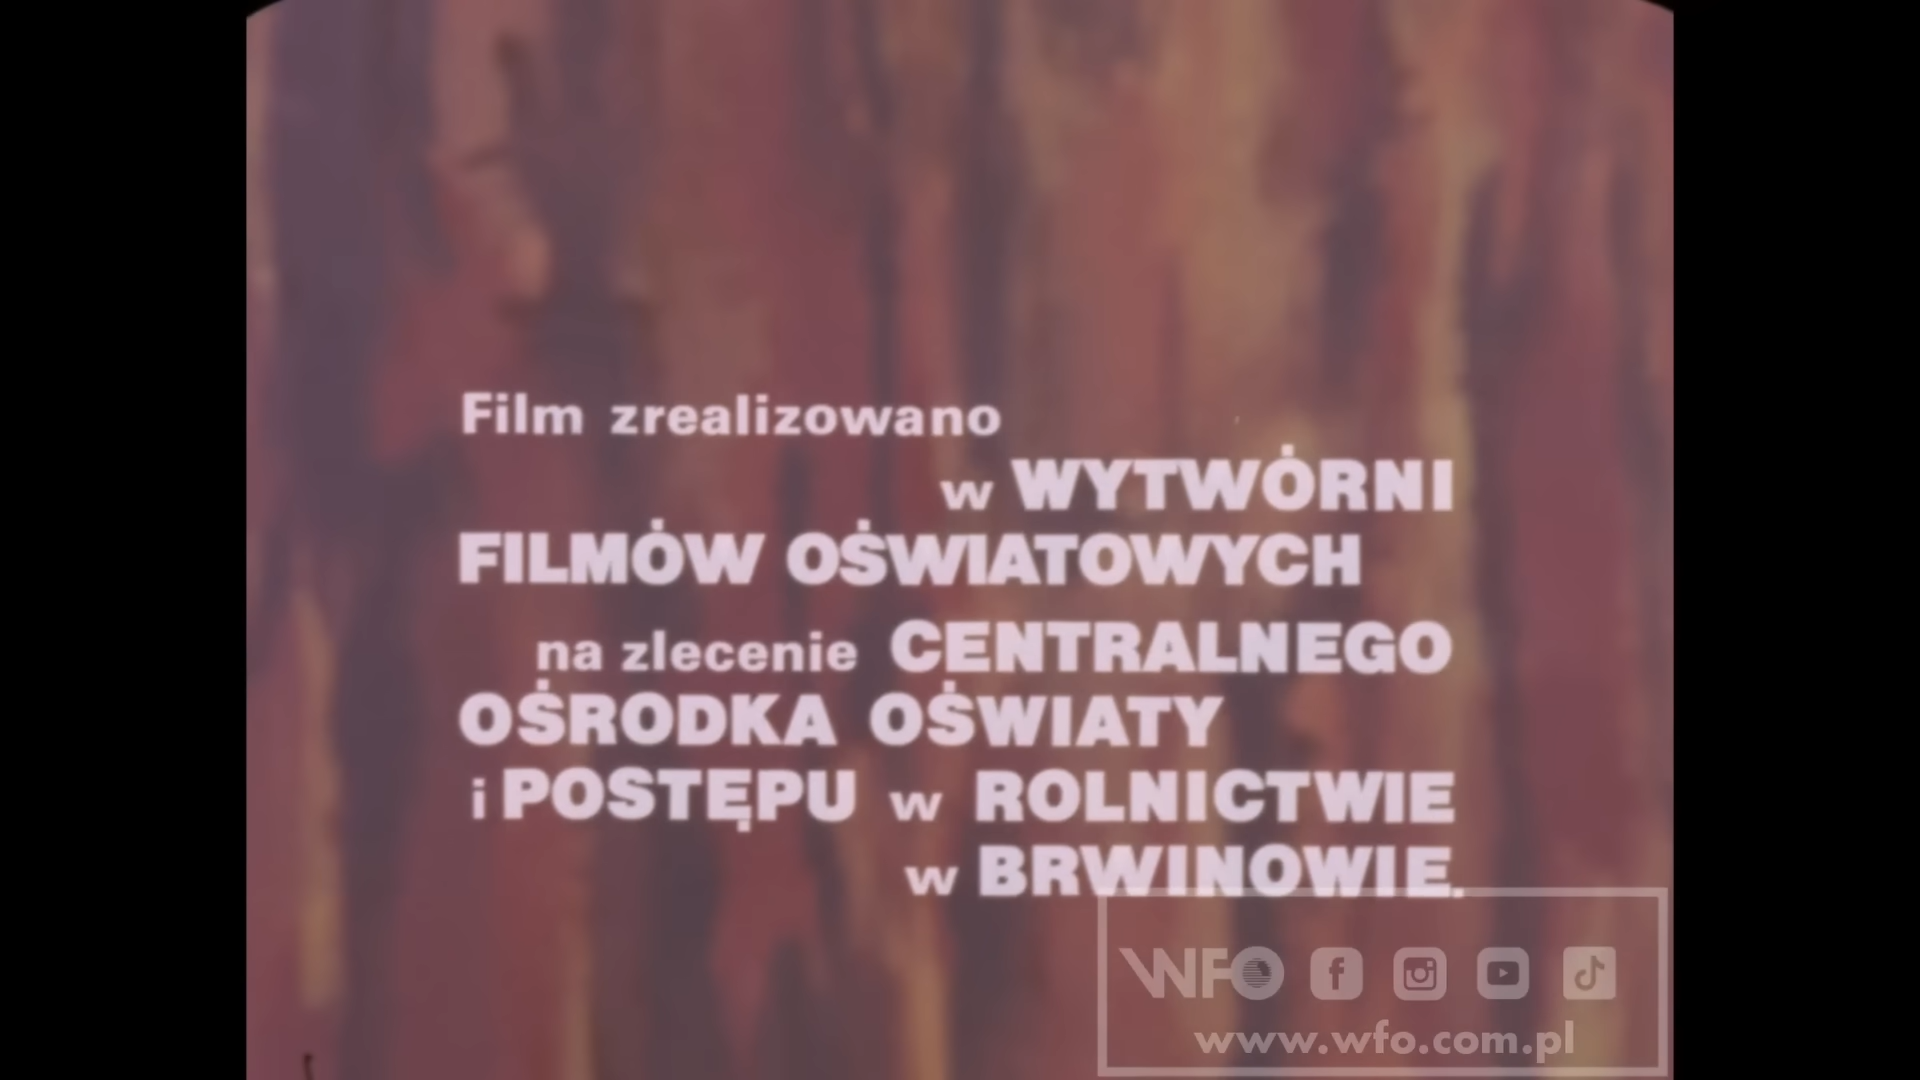 Film zrealizowano
w WYTWÓRNI
FILMÓW OŚWIATOWYCH
na zlecenie CENTRALNEGO
OŚRODKA OŚWIATY
i POSTĘPU w ROLNICTWIE
w BRWINOWIE.
WFO
www.wfo.com.pl